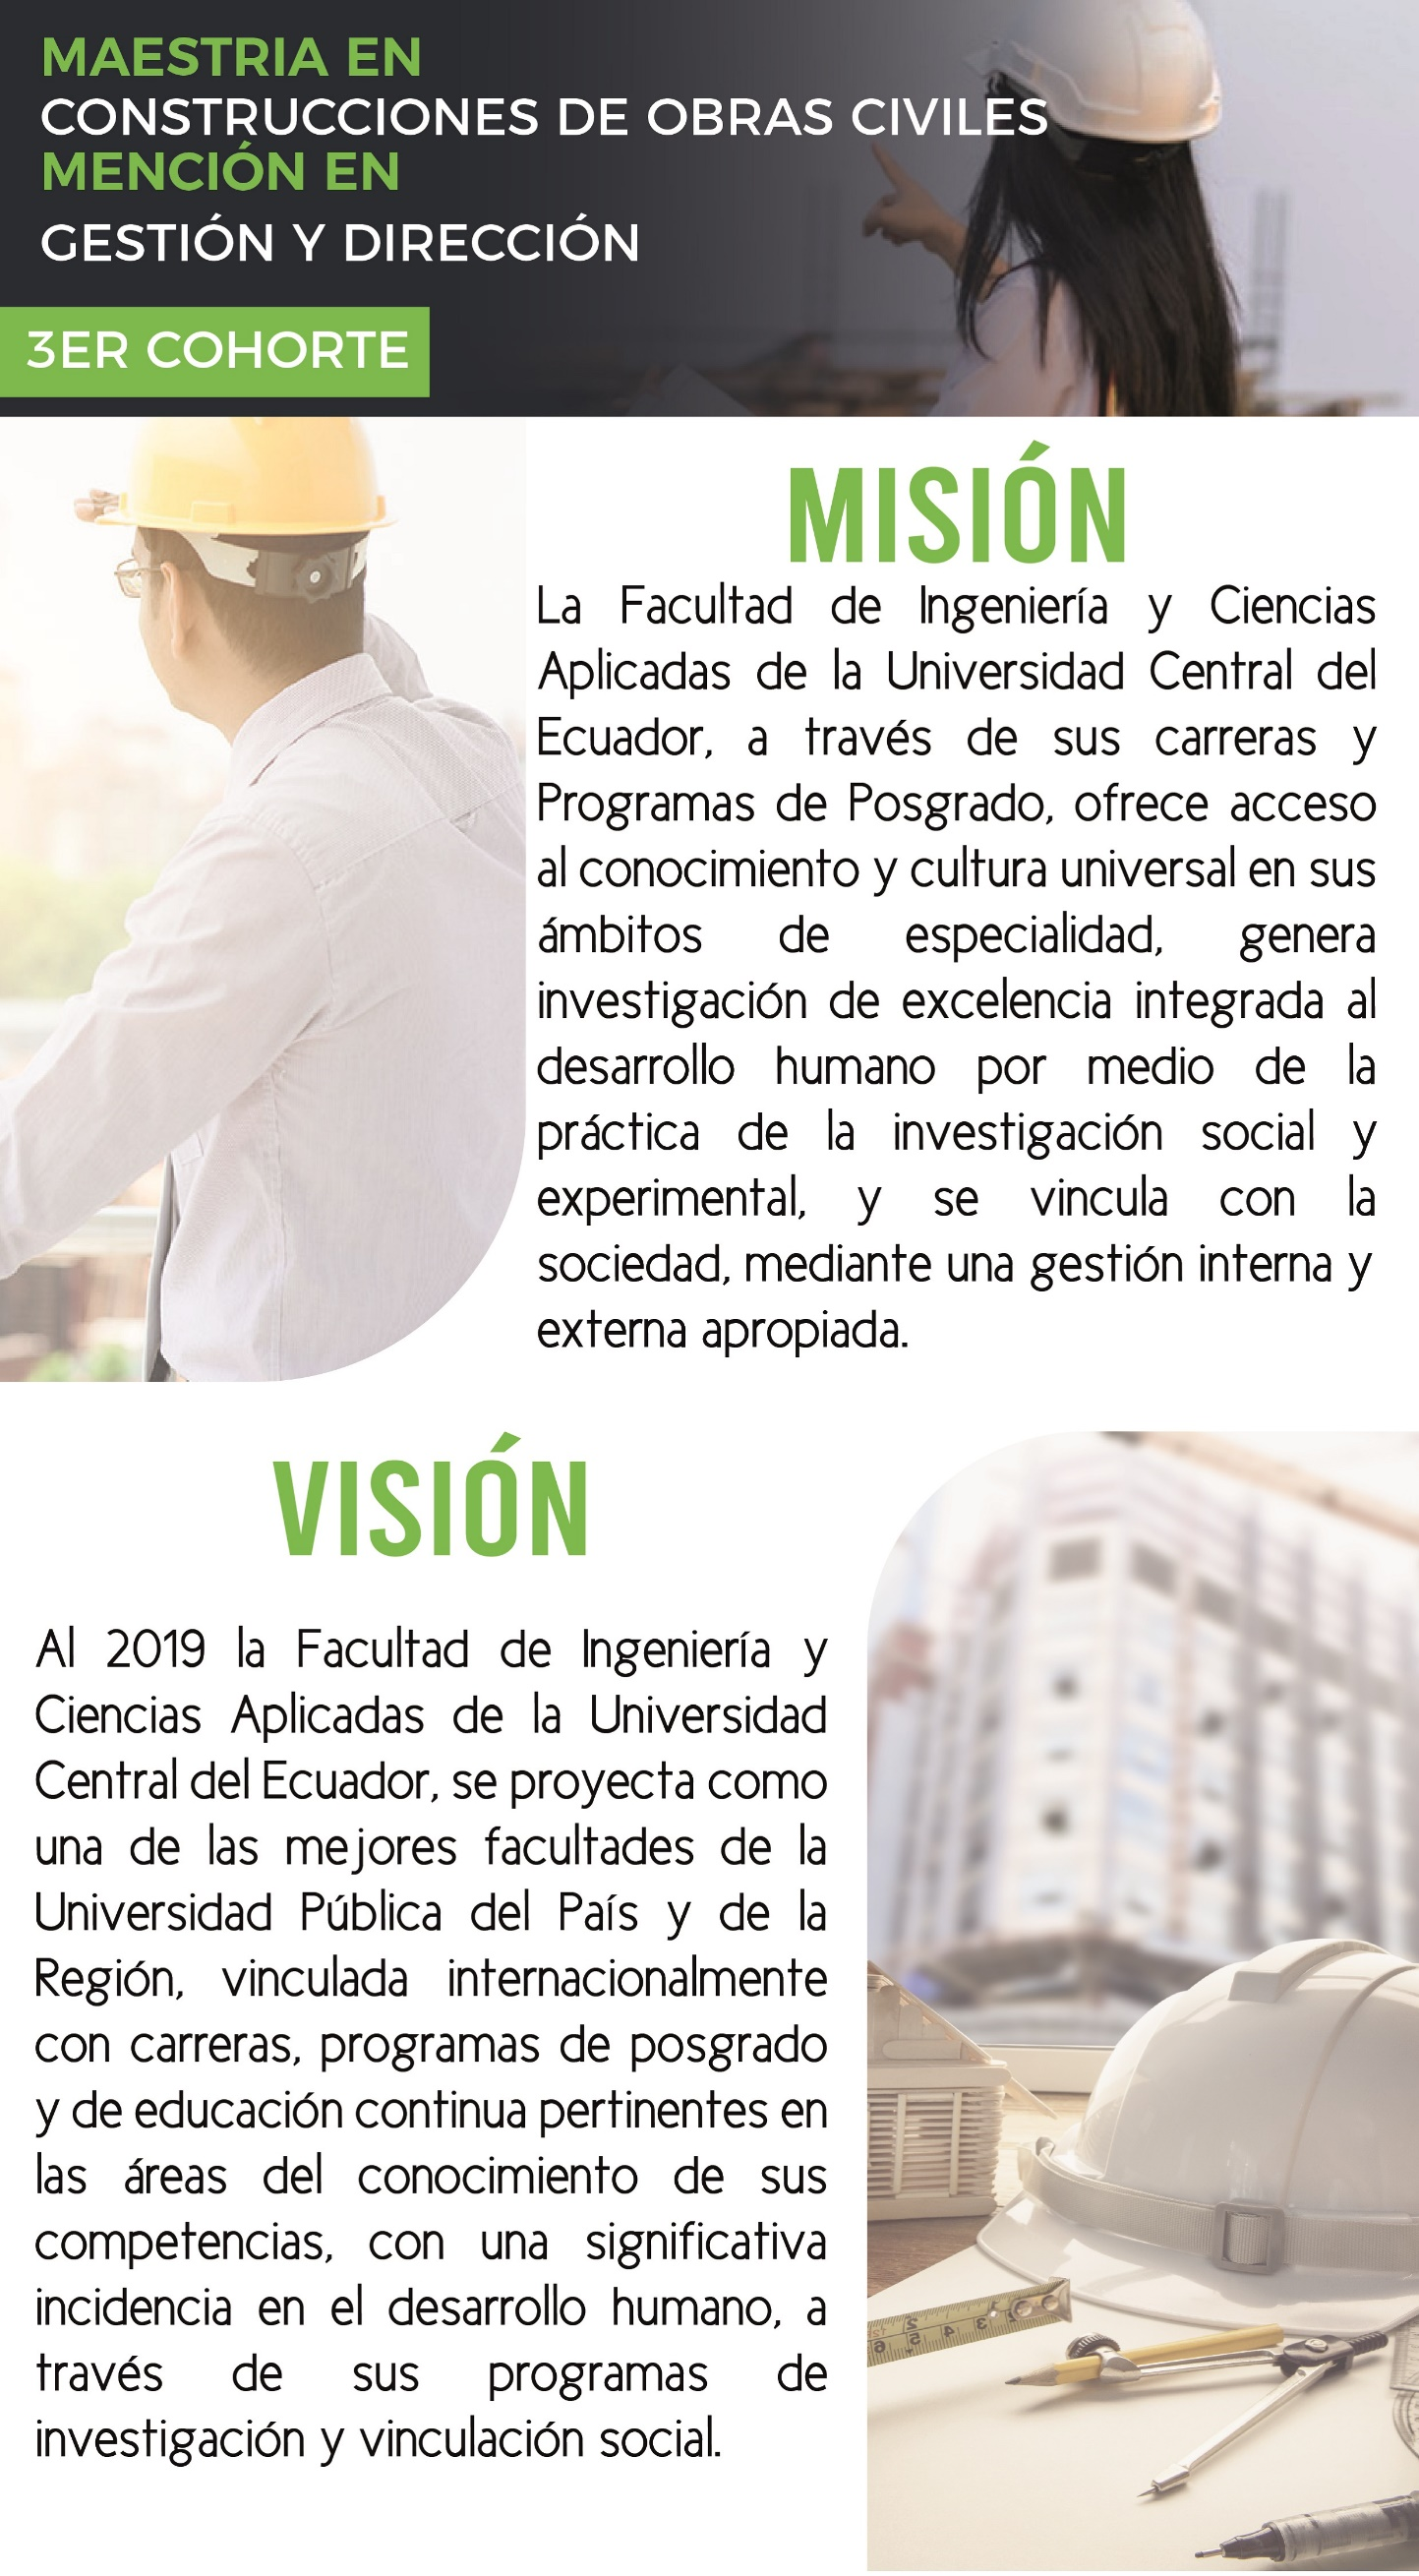 MAESTRIA EN
CONSTRUCCIONES DE OBRAS CIVILES
MENCIÓN EN
GESTIÓN Y DIRECCIÓN
3ER COHORTE
MISIÓN
La Facultad de Ingeniería y Ciencias
Aplicadas de la Universidad Central del
Ecuador, a través de sus carreras y
Programas de Posgrado, ofrece acceso
al conocimiento y cultura universal en sus
ámbitos de especialidad, genera
investigación de excelencia integrada al
desarrollo humano por medio de la
práctica de la investigación social y
experimental, y se vincula con la
sociedad, mediante una gestión interna y
externa apropiada.
VISIÓN
Al 2019 la Facultad de Ingeniería y
Ciencias Aplicadas de la Universidad
Central del Ecuador, se proyecta como
una de las mejores facultades de la
Universidad Pública del País y de la
Región, vinculada internacionalmente
con carreras, programas de posgrado
y de educación continua pertinentes en
las áreas del conocimiento de sus
competencias, con una significativa
incidencia en el desarrollo humano, a
través de sus programas de
investigación y vinculación social.